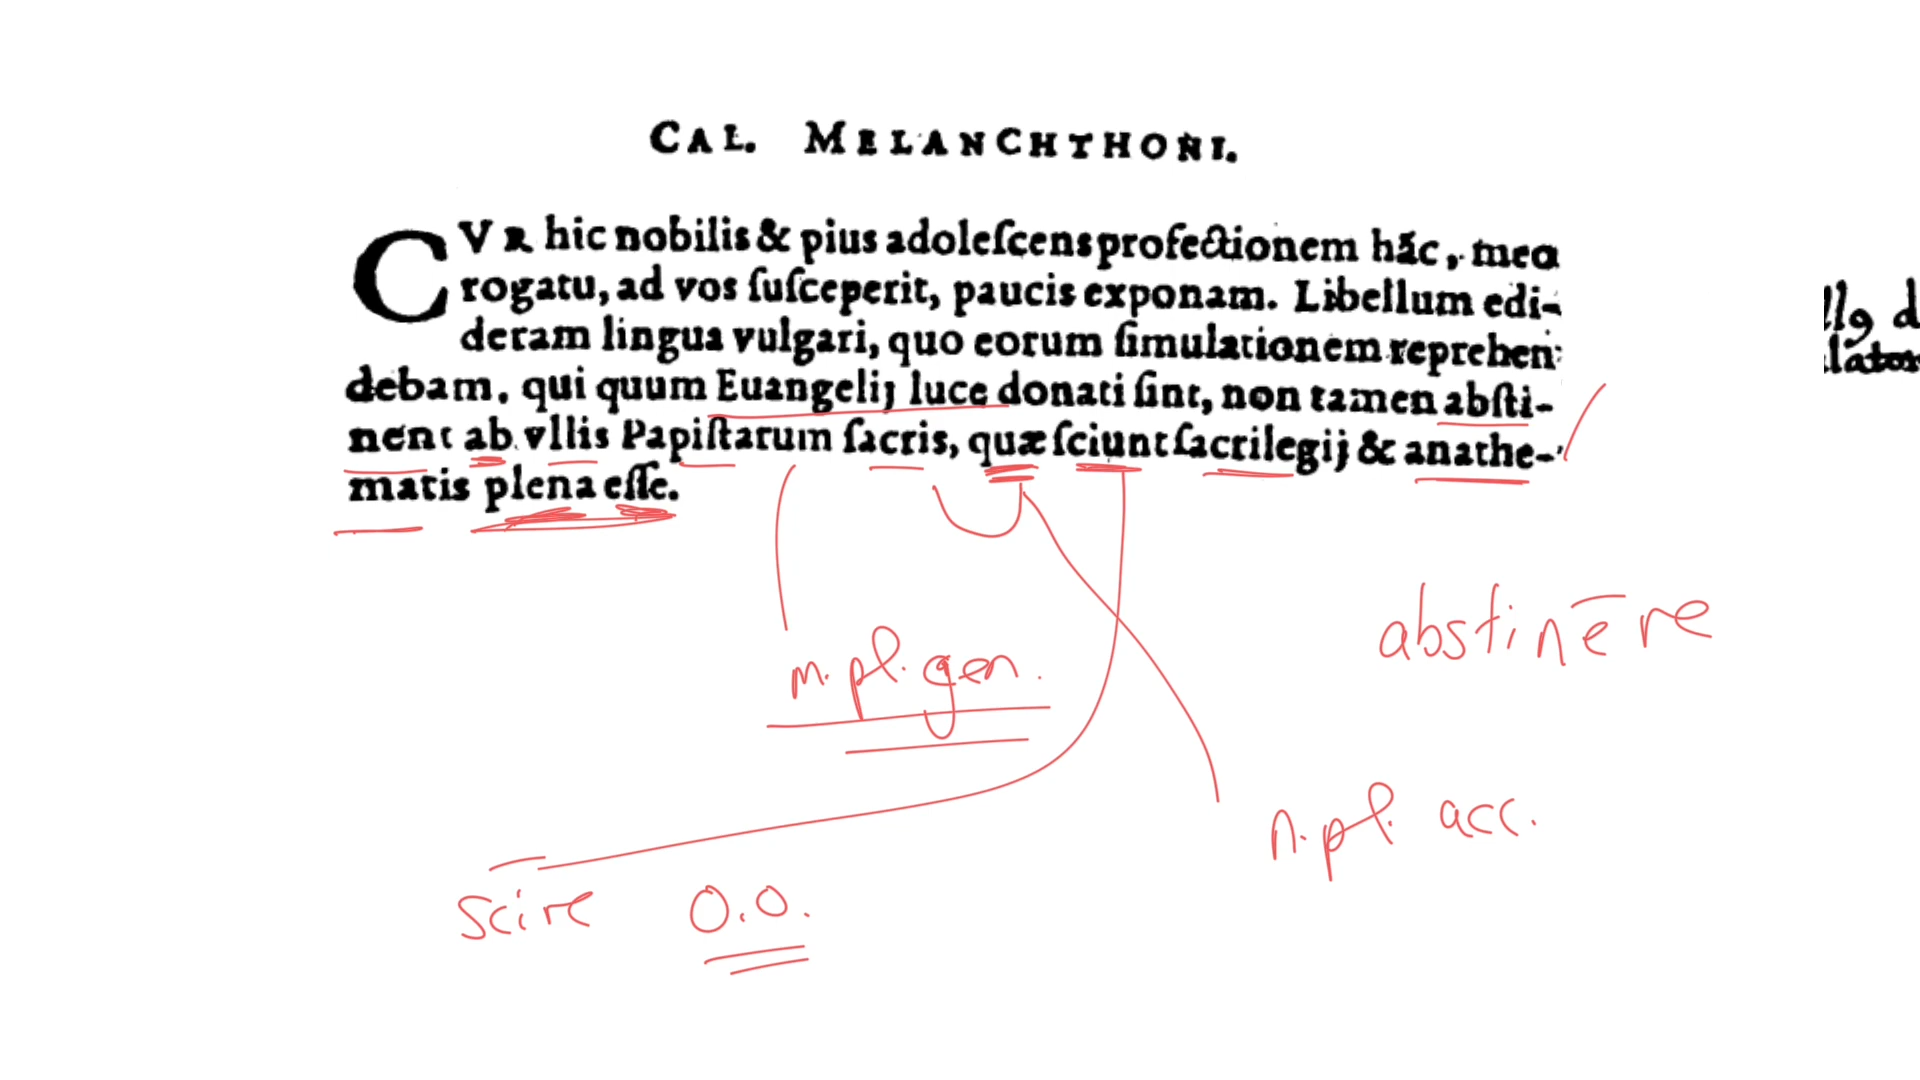 CAL. MELANCHTHONI.
CVR hic nobilis & pius adoleſcens profectionem hãc, mea
rogatu, ad vos ſuſceperit, paucis exponam. Libellum edi-
deram lingua vulgari, quo eorum ſimulationem reprehen-
debam, qui quum Euangelij luce donati ſint, non tamen abſti-
nent ab vllis Papiſtarum ſacris, quæ ſciunt ſacrilegij & anathe-
matis plena eſſe.
abstinēre
m. pl. gen.
n. pl. acc.
scire O.O.